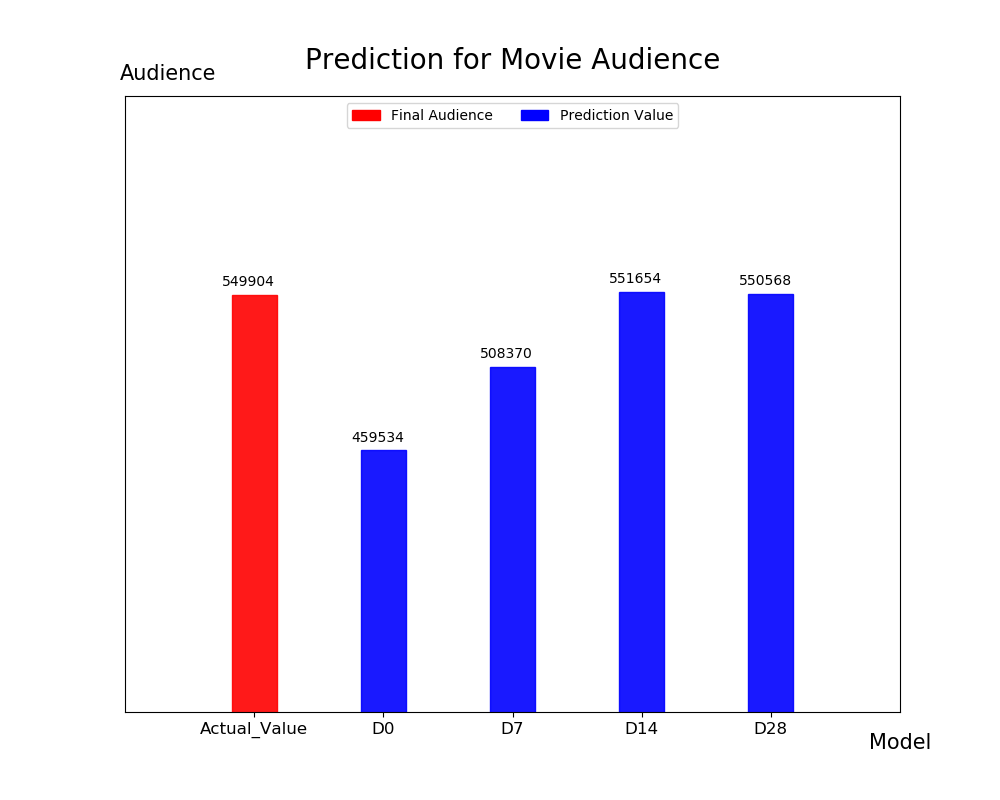 Prediction for Movie Audience
Audience
Final Audience
Prediction Value
549904
459534
508370
551654
550568
Actual_Value
D0
D7
D14
D28
Model